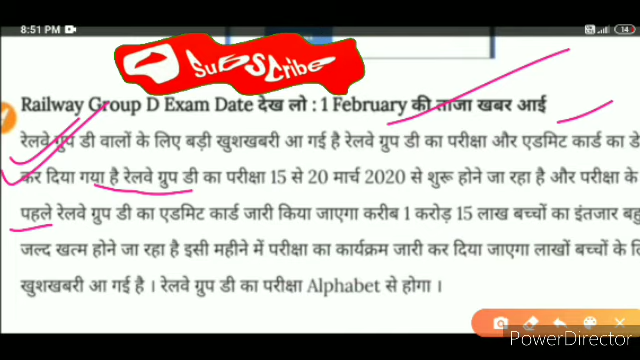 8:51 PM
14
SUBSCribe
Railway Group D Exam Date देख लो : 1 February की ताजा खबर आई
रेलवे ग्रुप डी वालों के लिए बड़ी खुशखबरी आ गई है रेलवे ग्रुप डी का परीक्षा और एडमिट कार्ड का डे
कर दिया गया है रेलवे ग्रुप डी का परीक्षा 15 से 20 मार्च 2020 से शुरू होने जा रहा है और परीक्षा के
पहले रेलवे ग्रुप डी का एडमिट कार्ड जारी किया जाएगा करीब 1 करोड़ 15 लाख बच्चों का इंतजार बहु
जल्द खत्म होने जा रहा है इसी महीने में परीक्षा का कार्यक्रम जारी कर दिया जाएगा लाखों बच्चों के लि
खुशखबरी आ गई है । रेलवे ग्रुप डी का परीक्षा Alphabet से होगा ।
PowerDirector